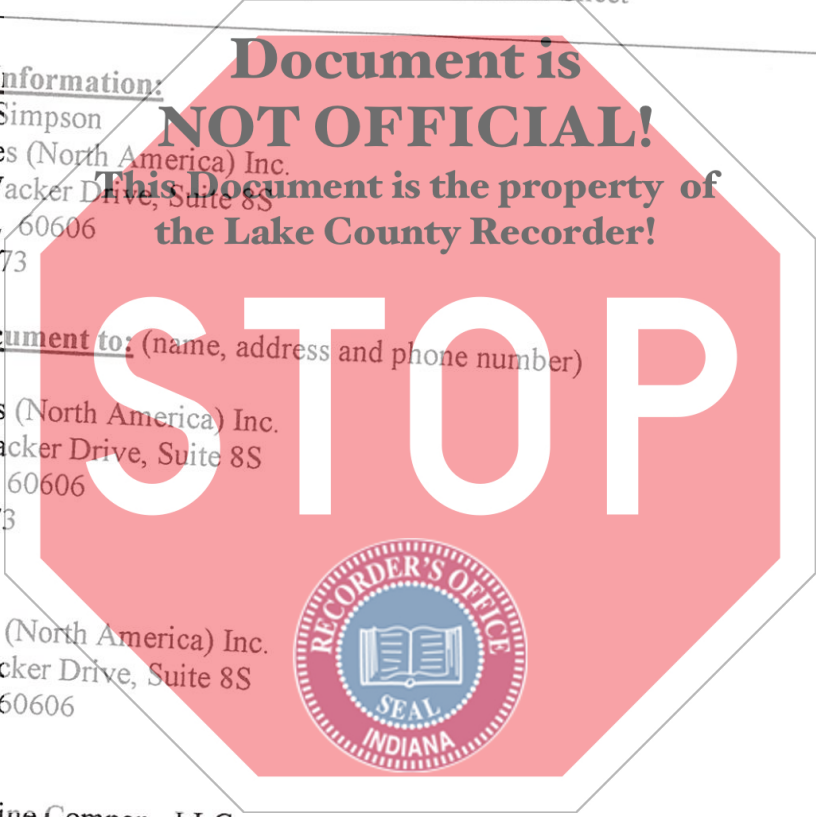 Document is
nformation:
NOT OFFICIAL!
Simpson
es (North America) Inc.
This Document is the property of
acker Drive, Suite 8S
60606
the Lake County Recorder!
73
cument to: (name, address and phone number)
STOP
s (North America) Inc.
acker Drive, Suite 8S
60606
3
RECORDER'S OFFICE
(North America) Inc.
cker Drive, Suite 8S
60606
SEAL
INDIANA